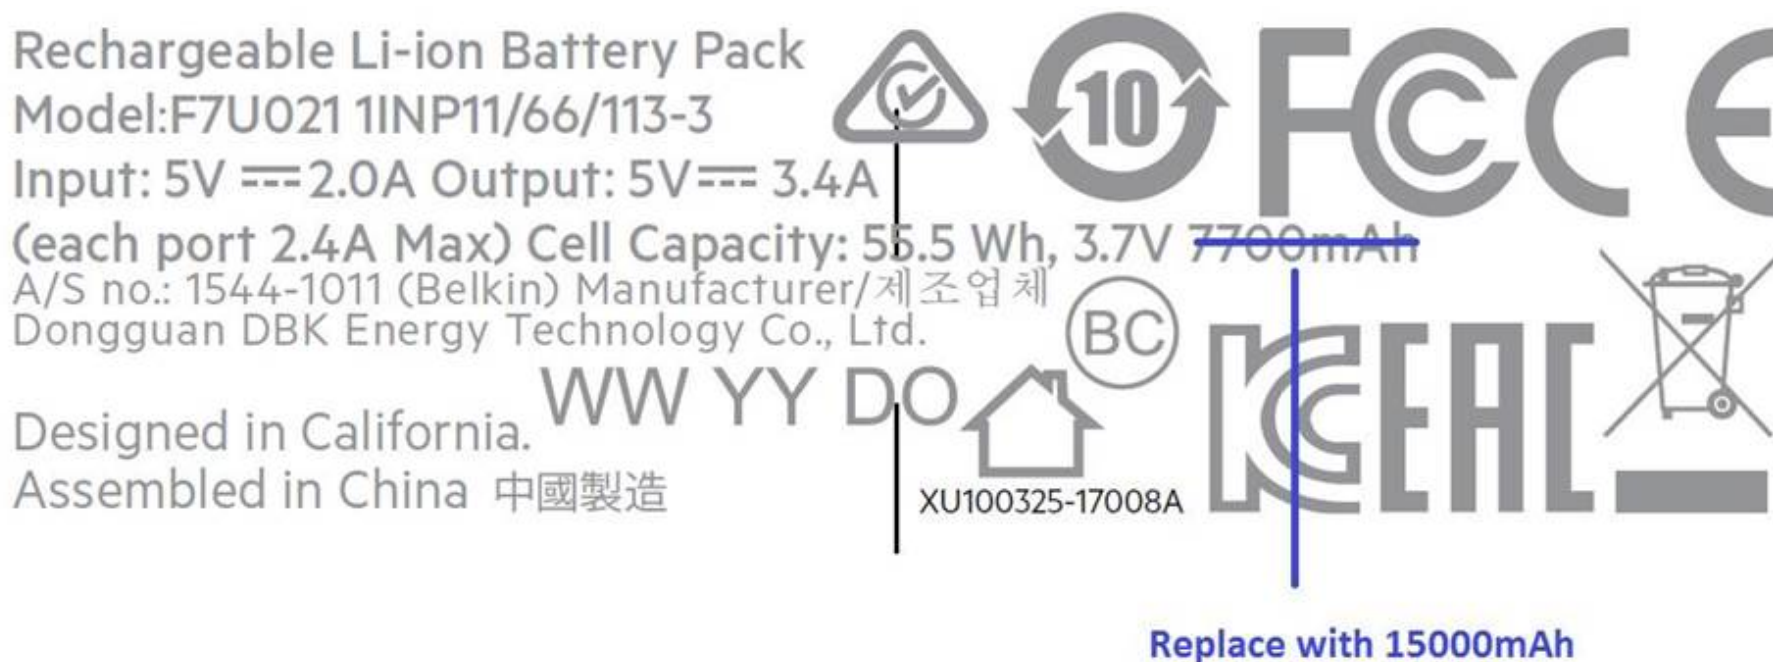 Rechargeable Li-ion Battery Pack
Model:F7U021 1INP11/66/113-3
Input: 5V ⎓ 2.0A Output: 5V ⎓ 3.4A
(each port 2.4A Max) Cell Capacity: 55.5 Wh, 3.7V 7700mAh
A/S no.: 1544-1011 (Belkin) Manufacturer/제조업체
Dongguan DBK Energy Technology Co., Ltd.
WW YY DO
Designed in California.
Assembled in China 中國製造
10
FCC CE
BC
XU100325-17008A
KC EAC
Replace with 15000mAh